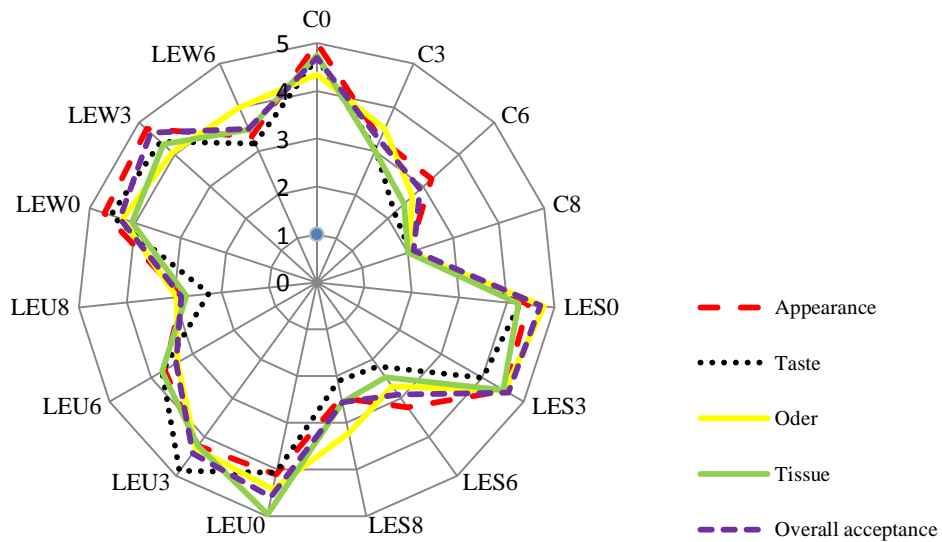 C0
LEW6
C3
5
LEW3
C6
4
3
LEW0
C8
2
1
0
LEU8
LES0
LEU6
LES3
LEU3
LES6
LEU0
LES8
Appearance
Taste
Oder
Tissue
Overall acceptance